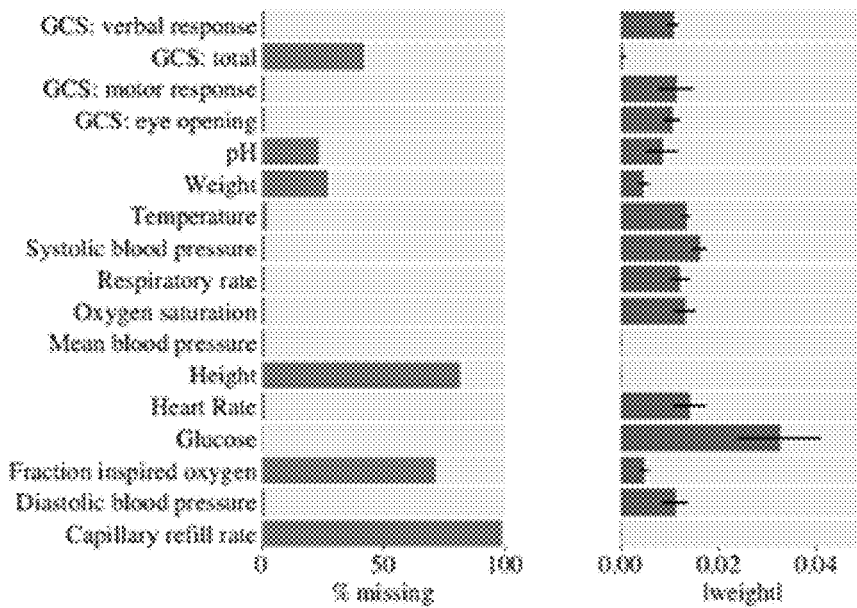 GCS: verbal response
GCS: total
GCS: motor response
GCS: eye opening
pH
Weight
Temperature
Systolic blood pressure
Respiratory rate
Oxygen saturation
Mean blood pressure
Height
Heart Rate
Glucose
Fraction inspired oxygen
Diastolic blood pressure
Capillary refill rate
0 50 100 0.00 0.02 0.04
% missing |weight|